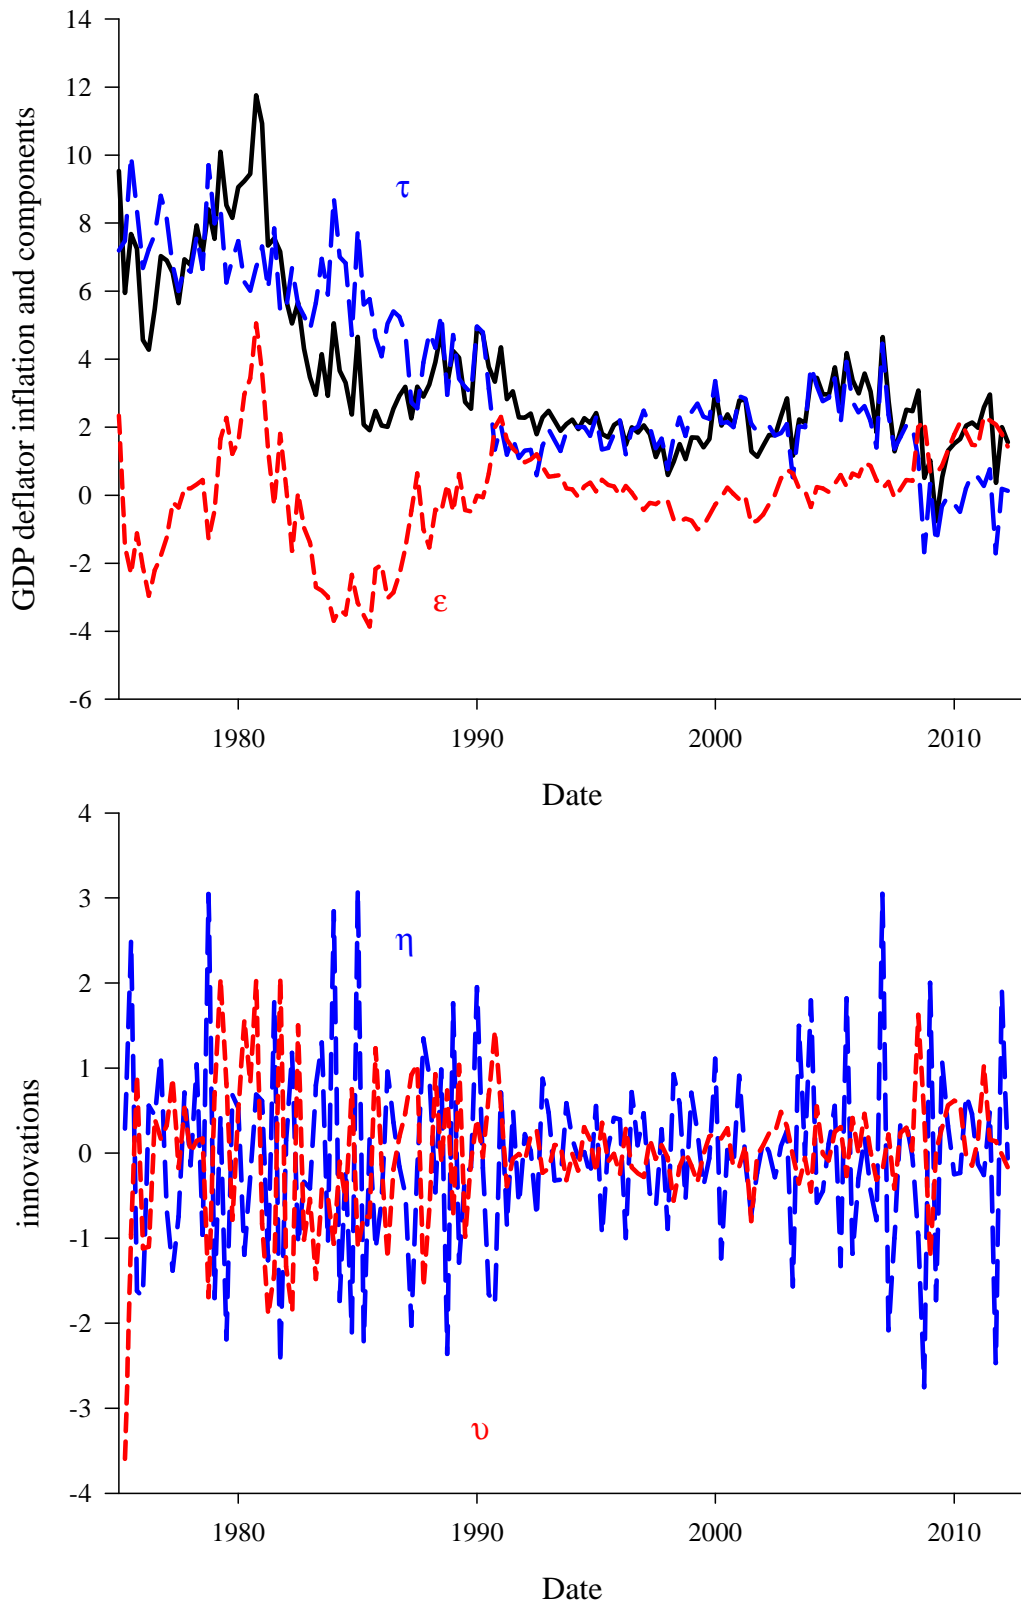 14
12
10
8
6
4
2
0
-2
-4
-6
GDP deflator inflation and components
τ
ε
1980 1990 2000 2010
Date
4
3
2
1
0
-1
-2
-3
-4
innovations
η
υ
1980 1990 2000 2010
Date